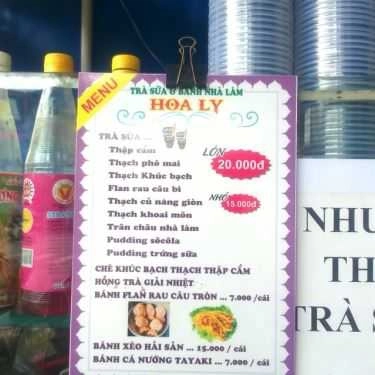 MENU
TRÀ SỮA & BÁNH NHÀ LÀM
HOA LY
TRÀ SỮA ...
Thập cẩm
Thạch phô mai
Thạch Khúc bạch
Flan rau câu bi
Thạch củ năng giòn
Thạch khoai môn
Trân châu nhà làm
Pudding sôcôla
Pudding trứng sữa
LỚN
20.000đ
NHỎ
15.000đ
CHÈ KHÚC BẠCH THẠCH THẬP CẨM
HỒNG TRÀ GIẢI NHIỆT
BÁNH FLAN RAU CÂU TRÒN ... 7.000 /cái
BÁNH XÈO HẢI SẢN ... 15.000 /cái
BÁNH CÁ NƯỚNG TAYAKI ... 7.000 /cái
NHU
TH
TRÀ S